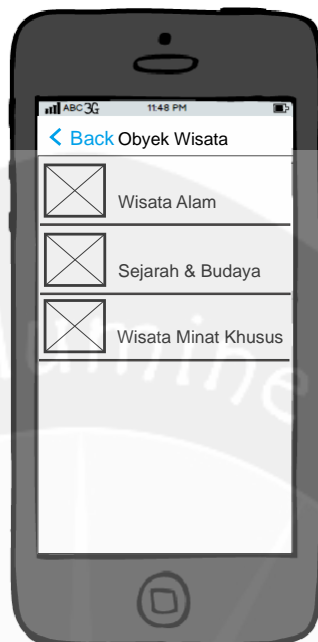 ABC 3G 11:48 PM
Back Obyek Wisata
Wisata Alam
Sejarah & Budaya
Wisata Minat Khusus